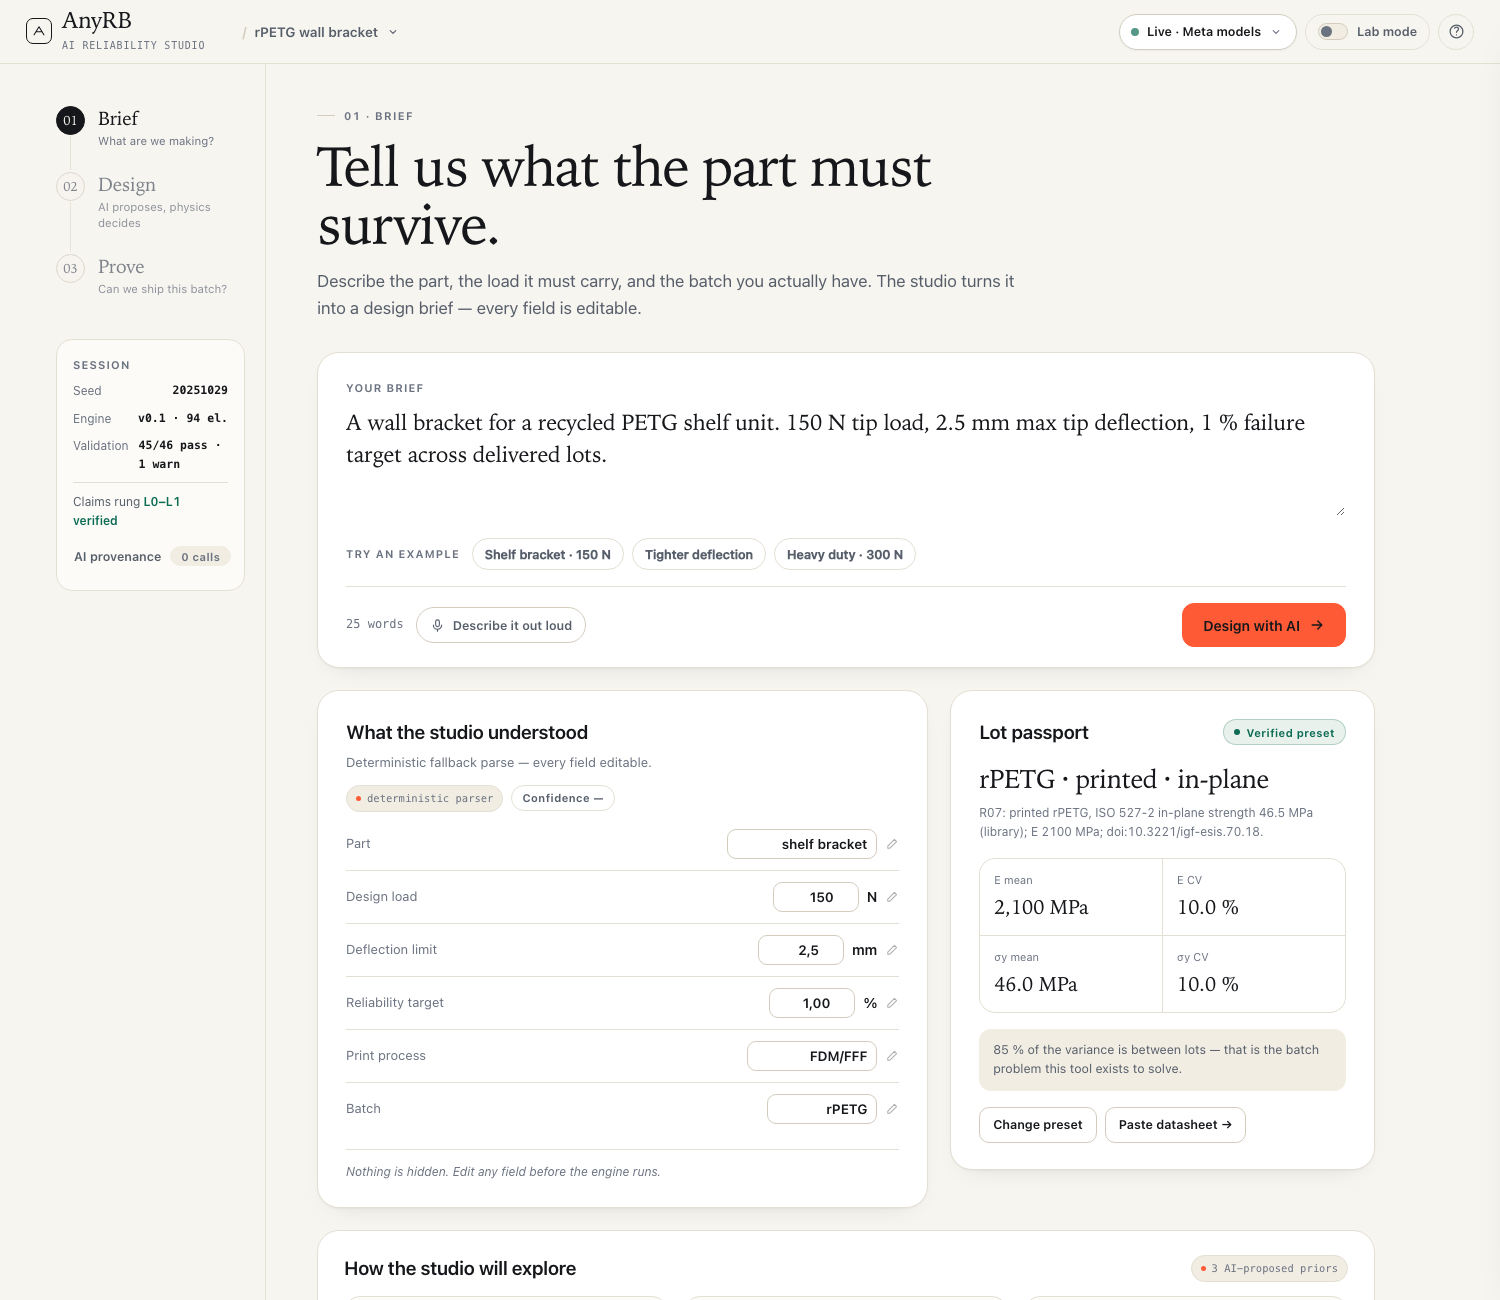 AnyRB
AI RELIABILITY STUDIO
/ rPETG wall bracket
Live · Meta models
Lab mode
01
Brief
What are we making?
02
Design
AI proposes, physics
decides
03
Prove
Can we ship this batch?
SESSION
Seed 20251029
Engine v0.1 · 94 el.
Validation 45/46 pass ·
1 warn
Claims rung L0–L1
verified
AI provenance 0 calls
01 · BRIEF
Tell us what the part must
survive.
Describe the part, the load it must carry, and the batch you actually have. The studio turns it
into a design brief — every field is editable.
YOUR BRIEF
A wall bracket for a recycled PETG shelf unit. 150 N tip load, 2.5 mm max tip deflection, 1 % failure
target across delivered lots.
TRY AN EXAMPLE Shelf bracket · 150 N Tighter deflection Heavy duty · 300 N
25 words Describe it out loud Design with AI →
What the studio understood
Deterministic fallback parse — every field editable.
deterministic parser Confidence —
Part shelf bracket
Design load 150 N
Deflection limit 2,5 mm
Reliability target 1,00 %
Print process FDM/FFF
Batch rPETG
Nothing is hidden. Edit any field before the engine runs.
Lot passport Verified preset
rPETG · printed · in-plane
R07: printed rPETG, ISO 527-2 in-plane strength 46.5 MPa
(library); E 2100 MPa; doi:10.3221/igf-esis.70.18.
E mean
2,100 MPa
E CV
10.0 %
σy mean
46.0 MPa
σy CV
10.0 %
85 % of the variance is between lots — that is the batch
problem this tool exists to solve.
Change preset Paste datasheet →
How the studio will explore 3 AI-proposed priors